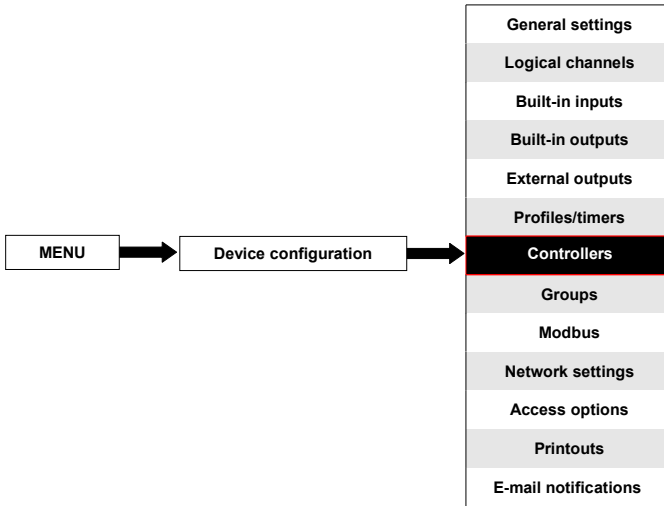 General settings
Logical channels
Built-in inputs
Built-in outputs
External outputs
Profiles/timers
MENU
Device configuration
Controllers
Groups
Modbus
Network settings
Access options
Printouts
E-mail notifications